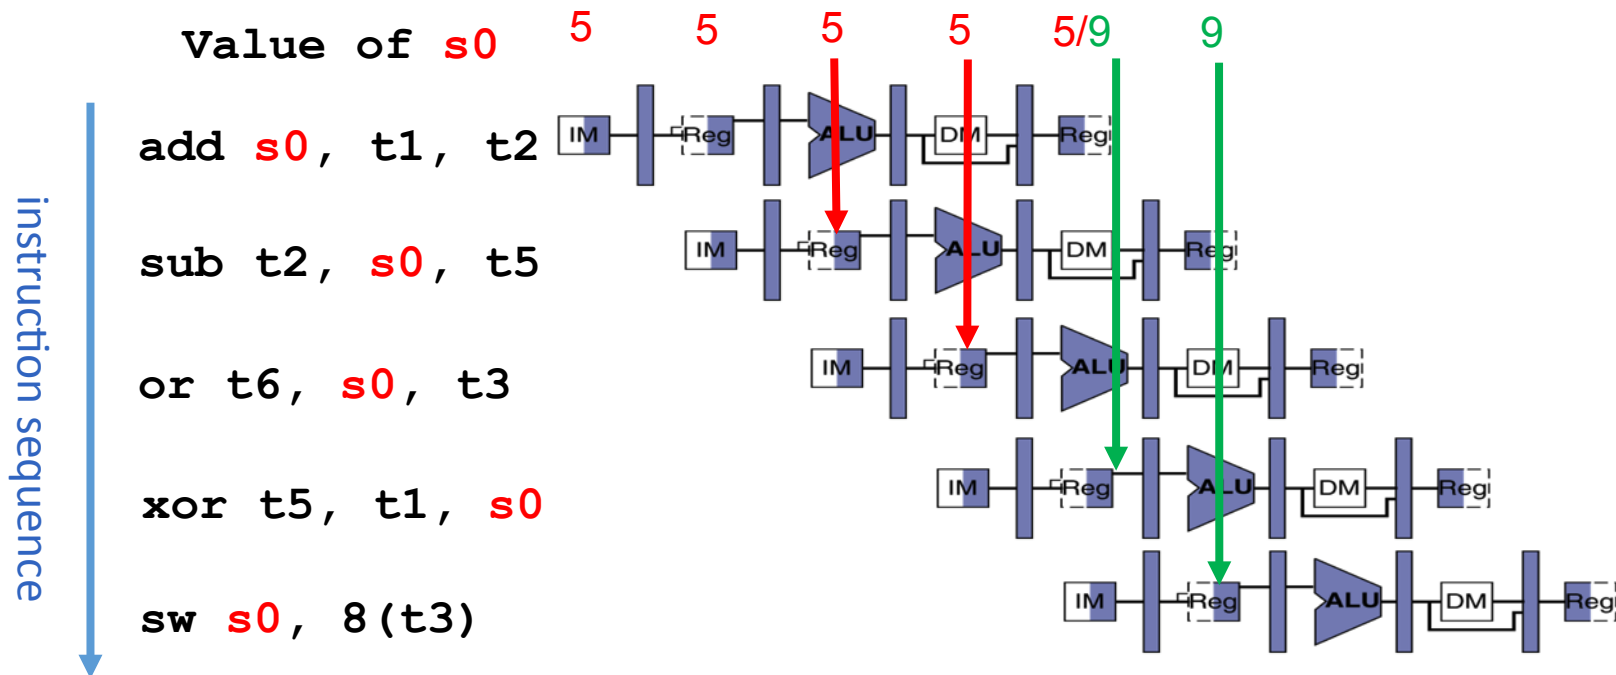 Value of s0 5 5 5 5 5/9 9
add s0, t1, t2 IM Reg ALU DM Reg
sub t2, s0, t5 IM Reg ALU DM Reg
or t6, s0, t3 IM Reg ALU DM Reg
xor t5, t1, s0 IM Reg ALU DM Reg
sw s0, 8(t3) IM Reg ALU DM Reg
instruction sequence